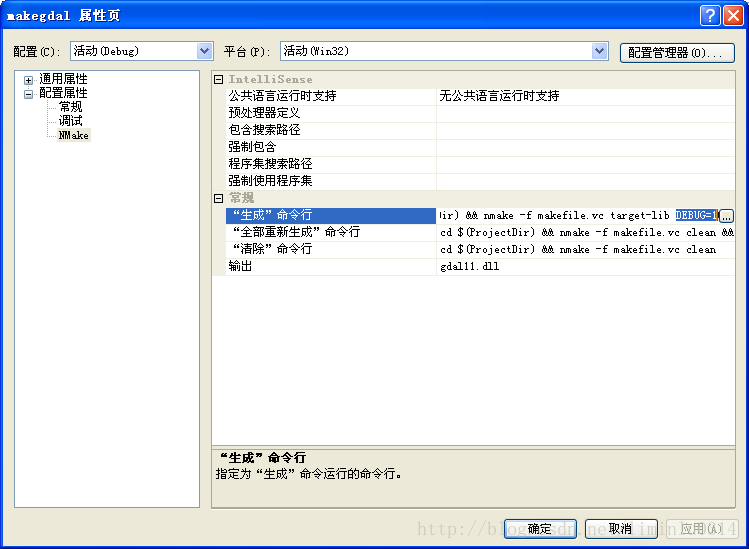 makegdal 属性页
配置(C): 活动(Debug) 平台(P): 活动(Win32) 配置管理器(O)...
通用属性
配置属性
常规
调试
NMake
IntelliSense
公共语言运行时支持 无公共语言运行时支持
预处理器定义
包含搜索路径
强制包含
程序集搜索路径
强制使用程序集
常规
“生成”命令行 ir) && nmake -f makefile.vc target-lib DEBUG=1 ...
“全部重新生成”命令行 cd $(ProjectDir) && nmake -f makefile.vc clean &&
“清除”命令行 cd $(ProjectDir) && nmake -f makefile.vc clean
输出 gdal11.dll
“生成”命令行
指定为“生成”命令运行的命令行。
确定 取消 应用(A)